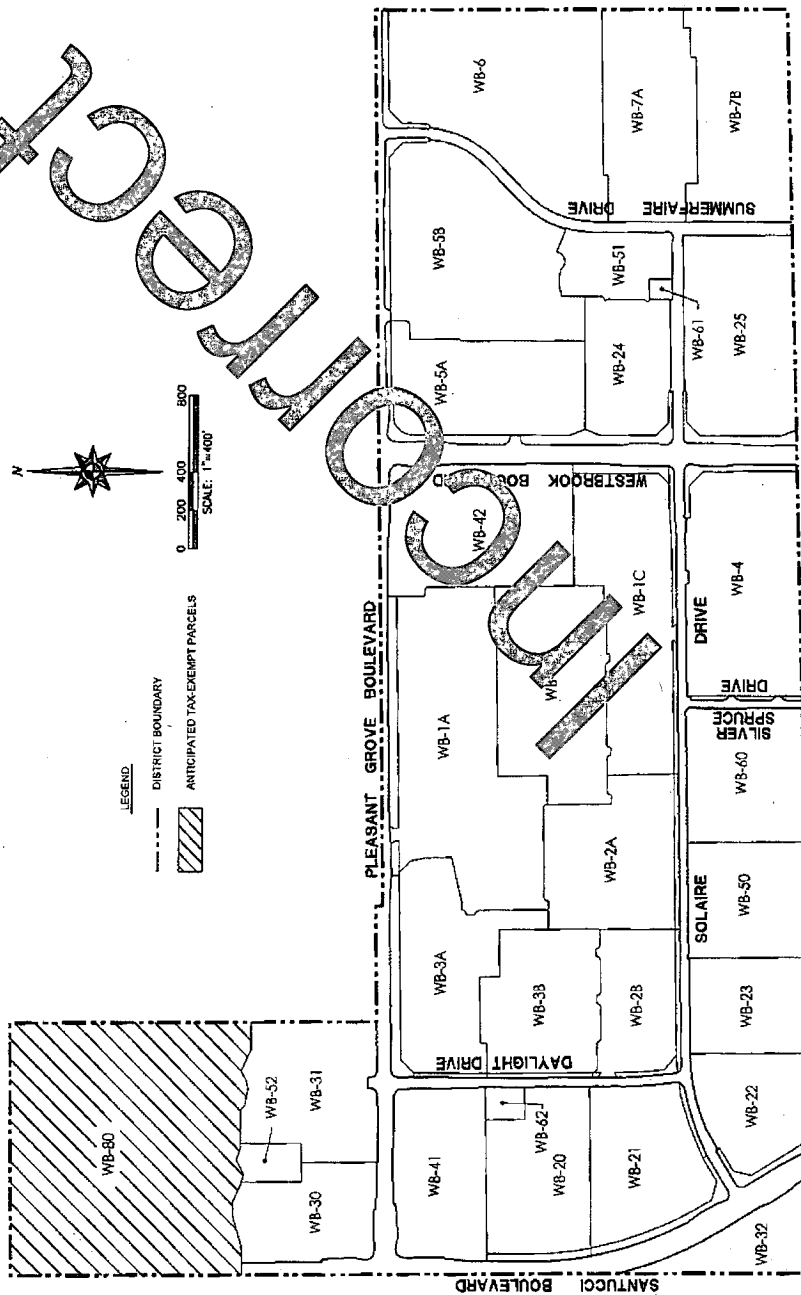 LEGEND
DISTRICT BOUNDARY
ANTICIPATED TAX-EXEMPT PARCELS
N
0 200 400 800
SCALE: 1"=400'
WB-80
WB-52
WB-30
WB-31
PLEASANT GROVE BOULEVARD
WB-41
WB-62
WB-20
WB-21
SANTUCCI BOULEVARD
WB-32
DAYLIGHT DRIVE
WB-3A
WB-3B
WB-2B
WB-1A
WB-2A
WB-1C
WB-42
WESTBROOK
WB-5A
WB-5B
WB-6
WB-24
WB-51
WB-61
SUMMERFAIRE DRIVE
WB-7A
WB-7B
WB-25
SOLAIRE DRIVE
WB-22
WB-23
WB-50
WB-60
SILVER SPRUCE DRIVE
WB-4
Incorrect